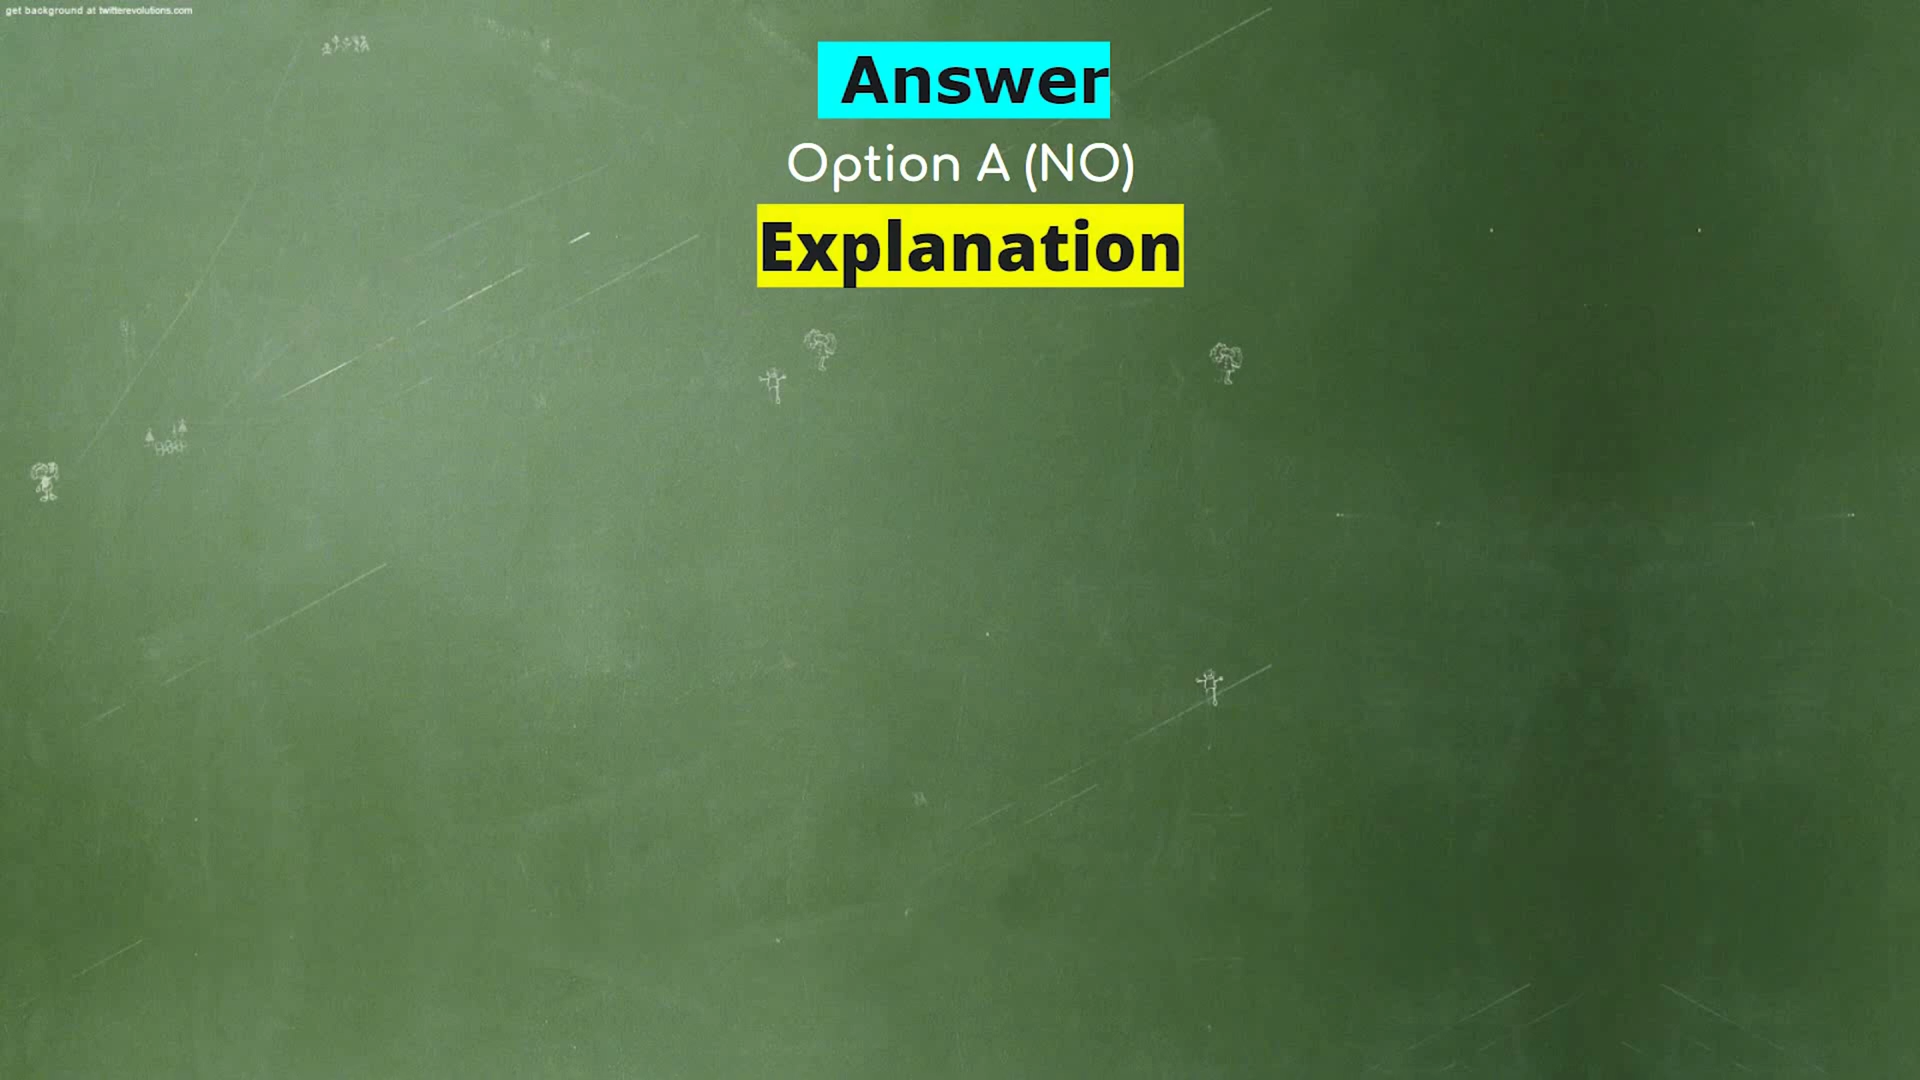 get background at twitterevolutions.com
Answer
Option A (NO)
Explanation